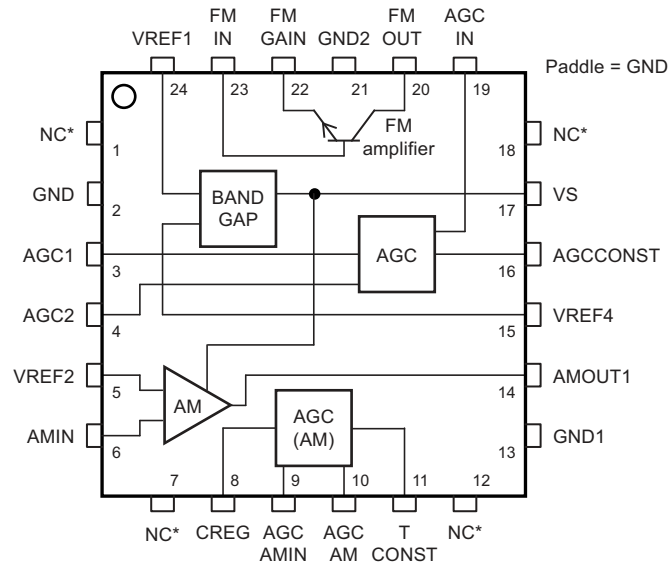 FM FM FM AGC
VREF1 IN GAIN GND2 OUT IN
Paddle = GND
24 23 22 21 20 19
FM
amplifier
NC* 1 18 NC*
GND 2 17 VS
BAND
GAP
AGC1 3 16 AGCCONST
AGC
AGC2 4 15 VREF4
VREF2 5 14 AMOUT1
AM
AGC
(AM)
AMIN 6 13 GND1
7 8 9 10 11 12
NC* CREG AGC AGC T NC*
AMIN AM CONST